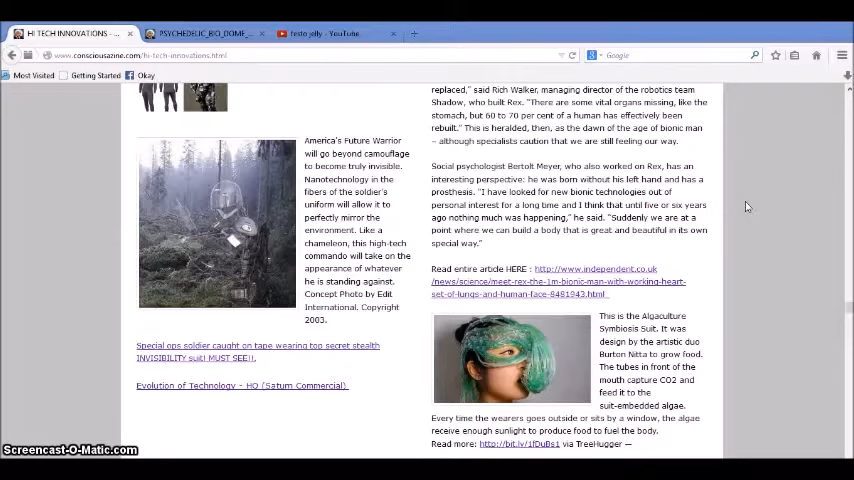 HI TECH INNOVATIONS - ...
PSYCHEDELIC_BIO_DOME_...
festo jelly - YouTube
www.consciousazine.com/hi-tech-innovations.html
Google
Most Visited
Getting Started
Okay
America's Future Warrior
will go beyond camouflage
to become truly invisible.
Nanotechnology in the
fibers of the soldier's
uniform will allow it to
perfectly mirror the
environment. Like a
chameleon, this high-tech
commando will take on the
appearance of whatever
he is standing against.
Concept Photo by Edit
International. Copyright
2003.
Special ops soldier caught on tape wearing top secret stealth
INVISIBILITY suit! MUST SEE!!.
Evolution of Technology - HQ (Saturn Commercial)
replaced," said Rich Walker, managing director of the robotics team
Shadow, who built Rex. "There are some vital organs missing, like the
stomach, but 60 to 70 per cent of a human has effectively been
rebuilt." This is heralded, then, as the dawn of the age of bionic man
– although specialists caution that we are still feeling our way.
Social psychologist Bertolt Meyer, who also worked on Rex, has an
interesting perspective: he was born without his left hand and has a
prosthesis. "I have looked for new bionic technologies out of
personal interest for a long time and I think that until five or six years
ago nothing much was happening," he said. "Suddenly we are at a
point where we can build a body that is great and beautiful in its own
special way."
Read entire article HERE : http://www.independent.co.uk
/news/science/meet-rex-the-1m-bionic-man-with-working-heart-
set-of-lungs-and-human-face-8481943.html
This is the Algaculture
Symbiosis Suit. It was
design by the artistic duo
Burton Nitta to grow food.
The tubes in front of the
mouth capture CO2 and
feed it to the
suit-embedded algae.
Every time the wearers goes outside or sits by a window, the algae
receive enough sunlight to produce food to fuel the body.
Read more: http://bit.ly/1fDuBs1 via TreeHugger —
Screencast-O-Matic.com